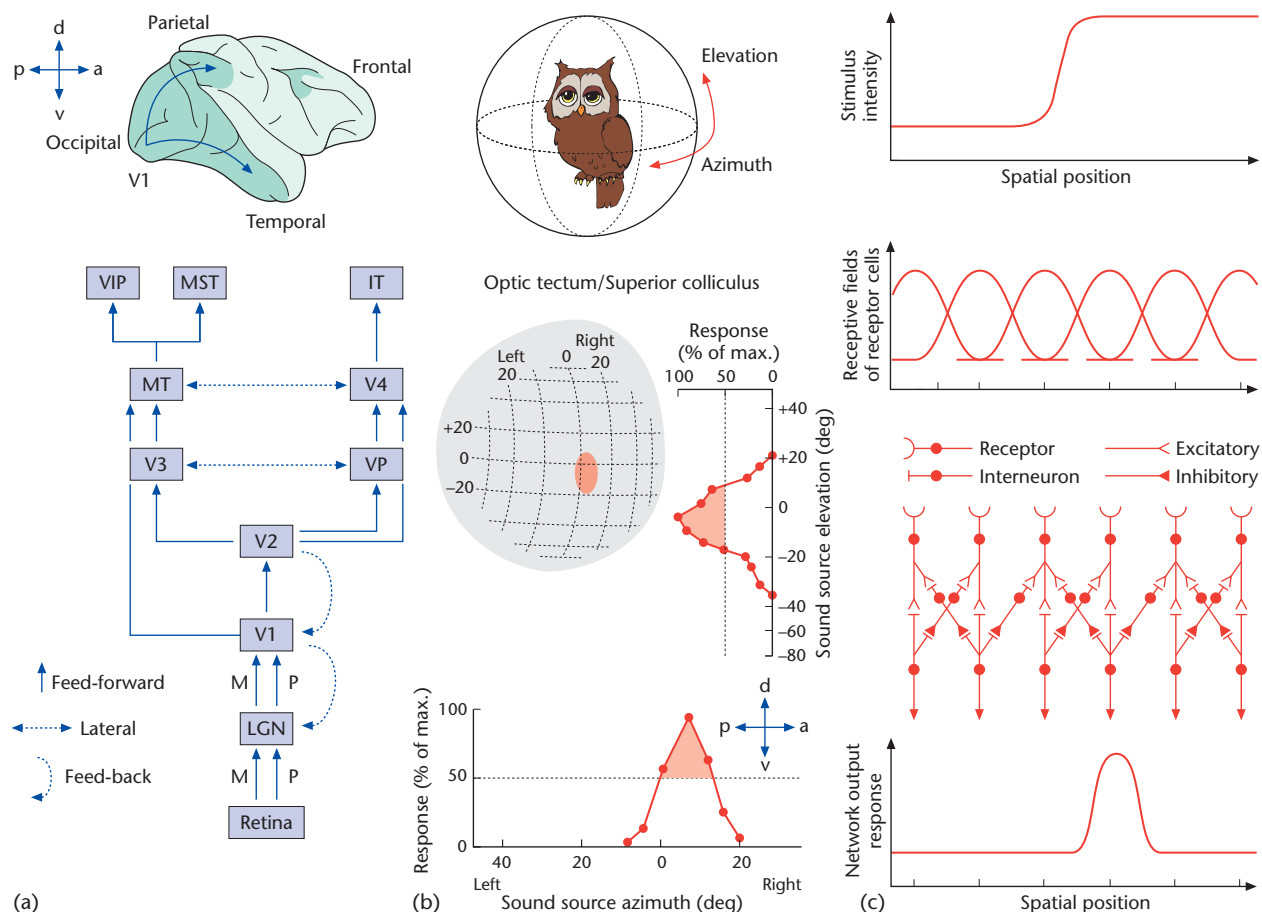 Parietal
d
p
a
v
Frontal
Occipital
V1
Temporal
VIP
MST
IT
MT
V4
V3
VP
V2
V1
Feed-forward
M
P
Lateral
LGN
Feed-back
M
P
Retina
(a)
Elevation
Azimuth
Optic tectum/Superior colliculus
Right
Left
0
20
20
+20
0
−20
Response
(% of max.)
100
50
0
+40
+20
0
−20
−40
−60
−80
Sound source elevation (deg)
d
p
a
v
Response (% of max.)
100
50
0
40
20
0
20
Left
Right
Sound source azimuth (deg)
(b)
Stimulus
intensity
Spatial position
Receptive fields
of receptor cells
Receptor
Excitatory
Interneuron
Inhibitory
Network output
response
Spatial position
(c)